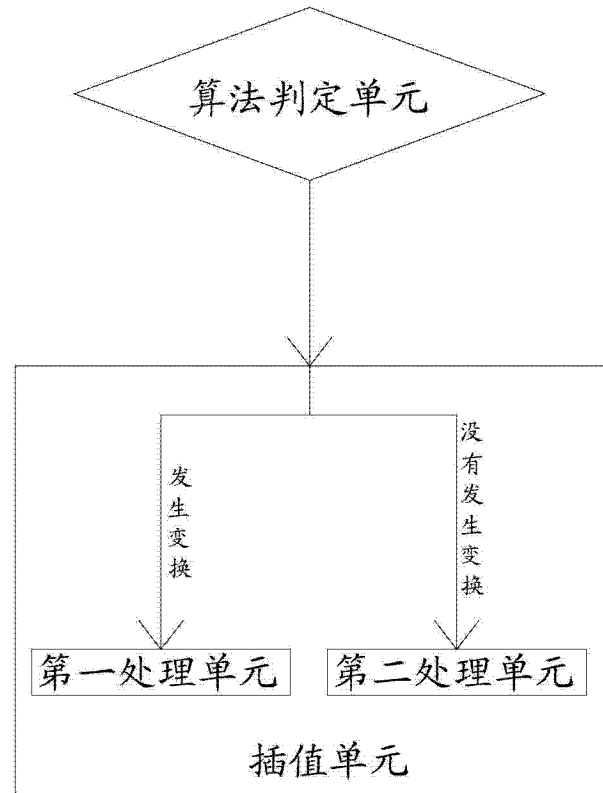 算法判定单元
发生变换
没有发生变换
第一处理单元
第二处理单元
插值单元